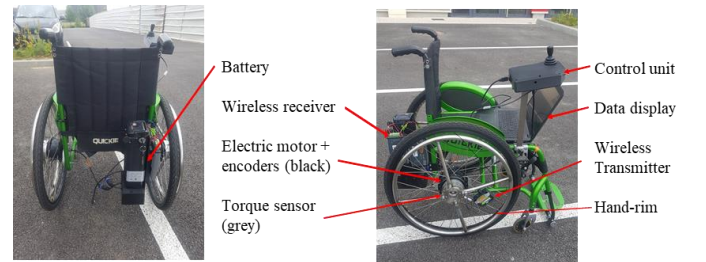 Battery
Wireless receiver
Electric motor +
encoders (black)
Torque sensor
(grey)
QUICKIE
Control unit
Data display
Wireless
Transmitter
Hand-rim